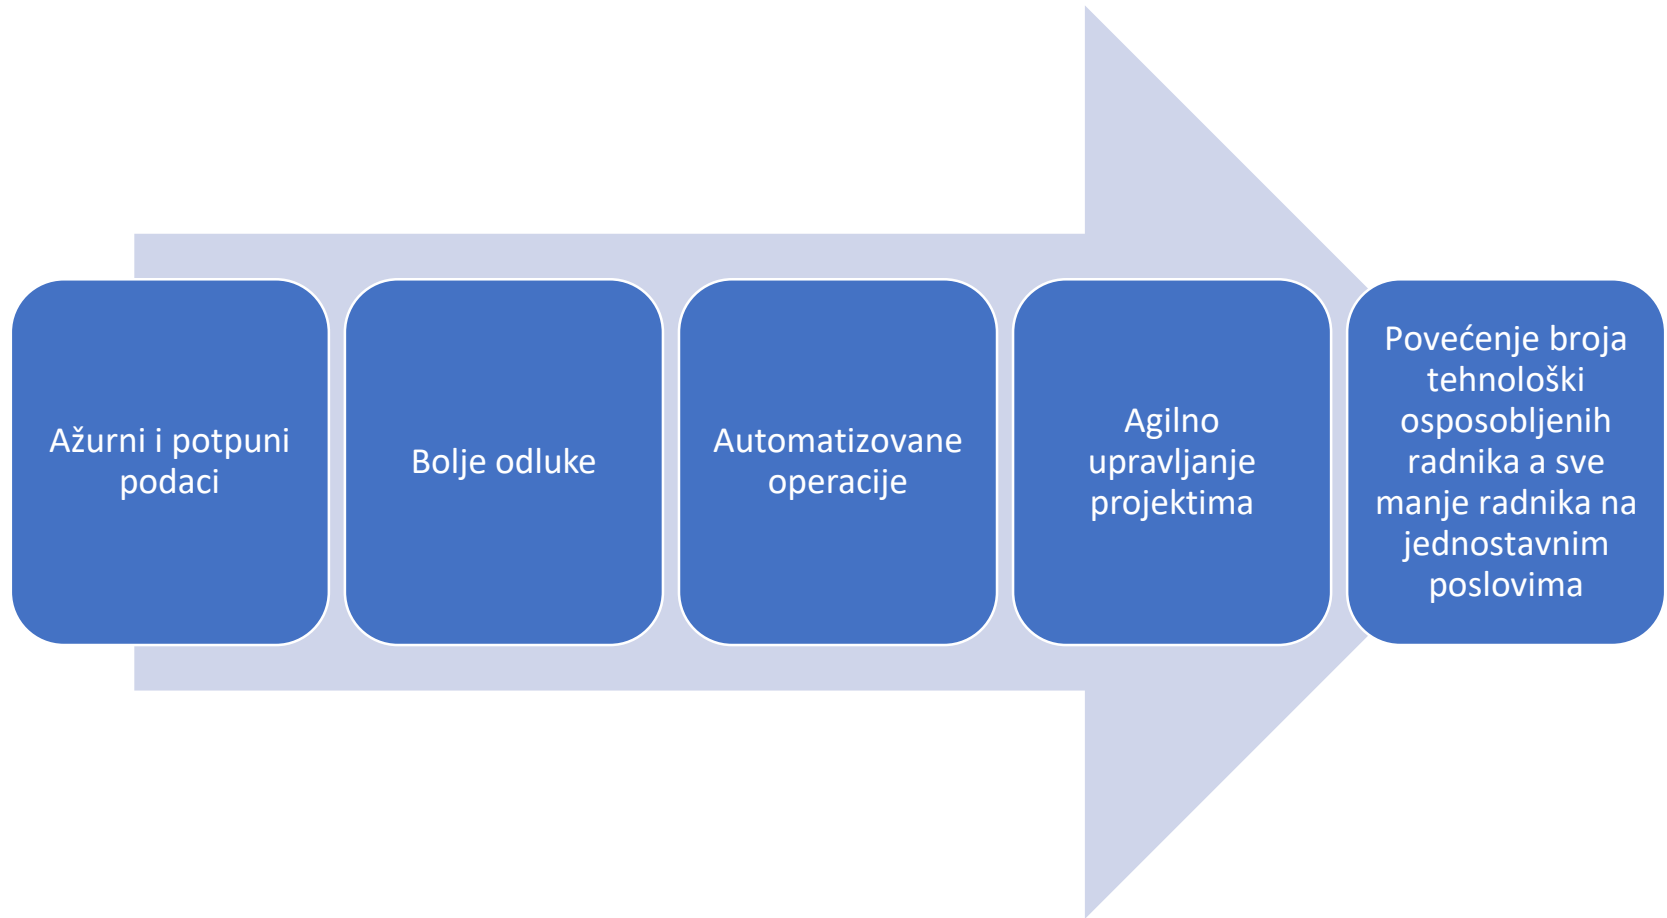 Ažurni i potpuni
podaci
Bolje odluke
Automatizovane
operacije
Agilno
upravljanje
projektima
Povećenje broja
tehnološki
osposobljenih
radnika a sve
manje radnika na
jednostavnim
poslovima